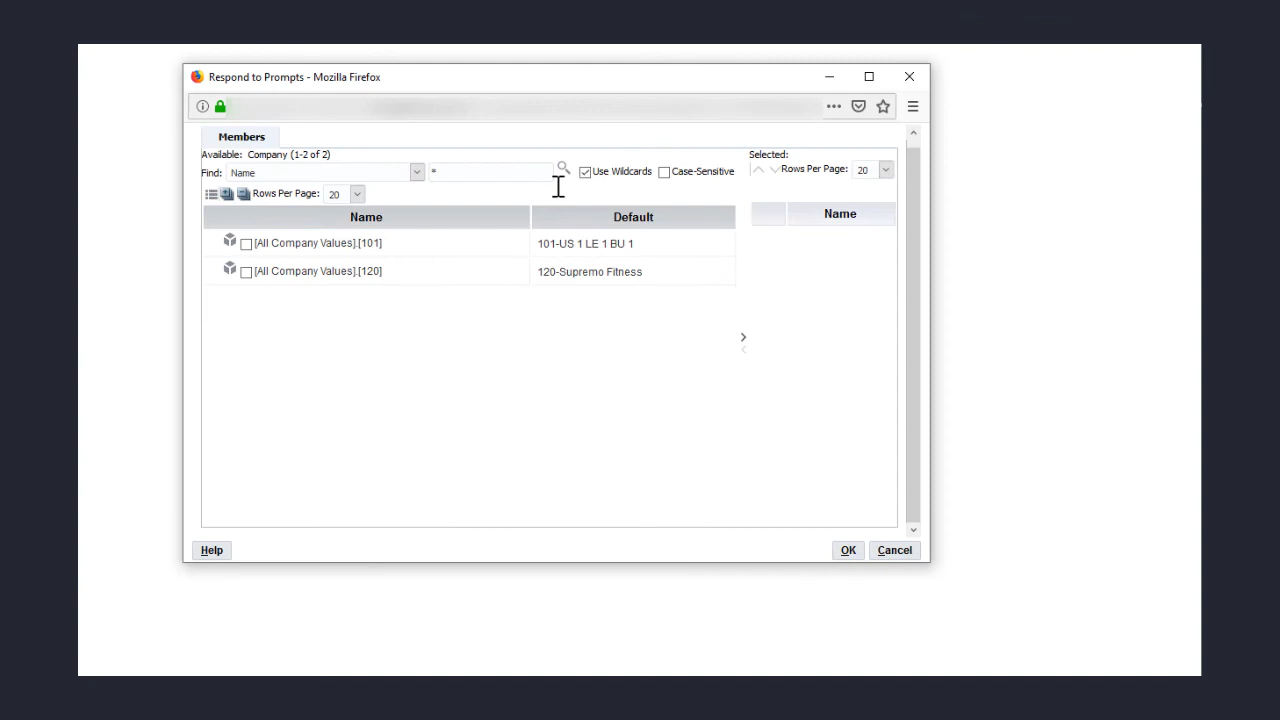 Respond to Prompts - Mozilla Firefox
Members
Available: Company (1-2 of 2)
Selected:
Find: Name * Use Wildcards Case-Sensitive
Rows Per Page: 20
Rows Per Page: 20
Name Default
Name
[All Company Values].[101] 101-US 1 LE 1 BU 1
[All Company Values].[120] 120-Supremo Fitness
Help OK Cancel